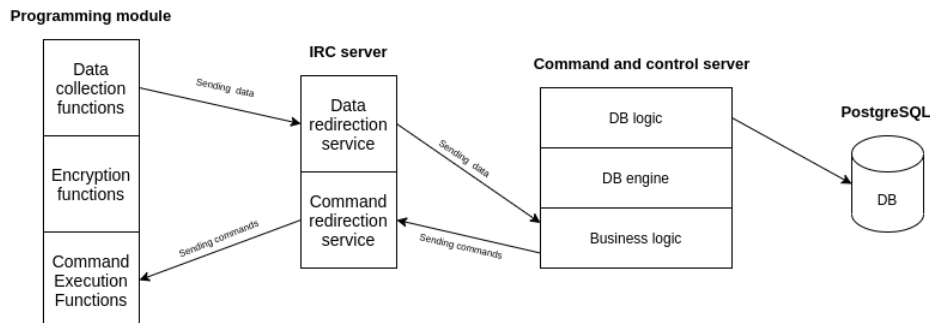 Programming module
Data
collection
functions
Encryption
functions
Command
Execution
Functions
Sending data
Sending commands
IRC server
Data
redirection
service
Command
redirection
service
Sending data
Sending commands
Command and control server
DB logic
DB engine
Business logic
PostgreSQL
DB